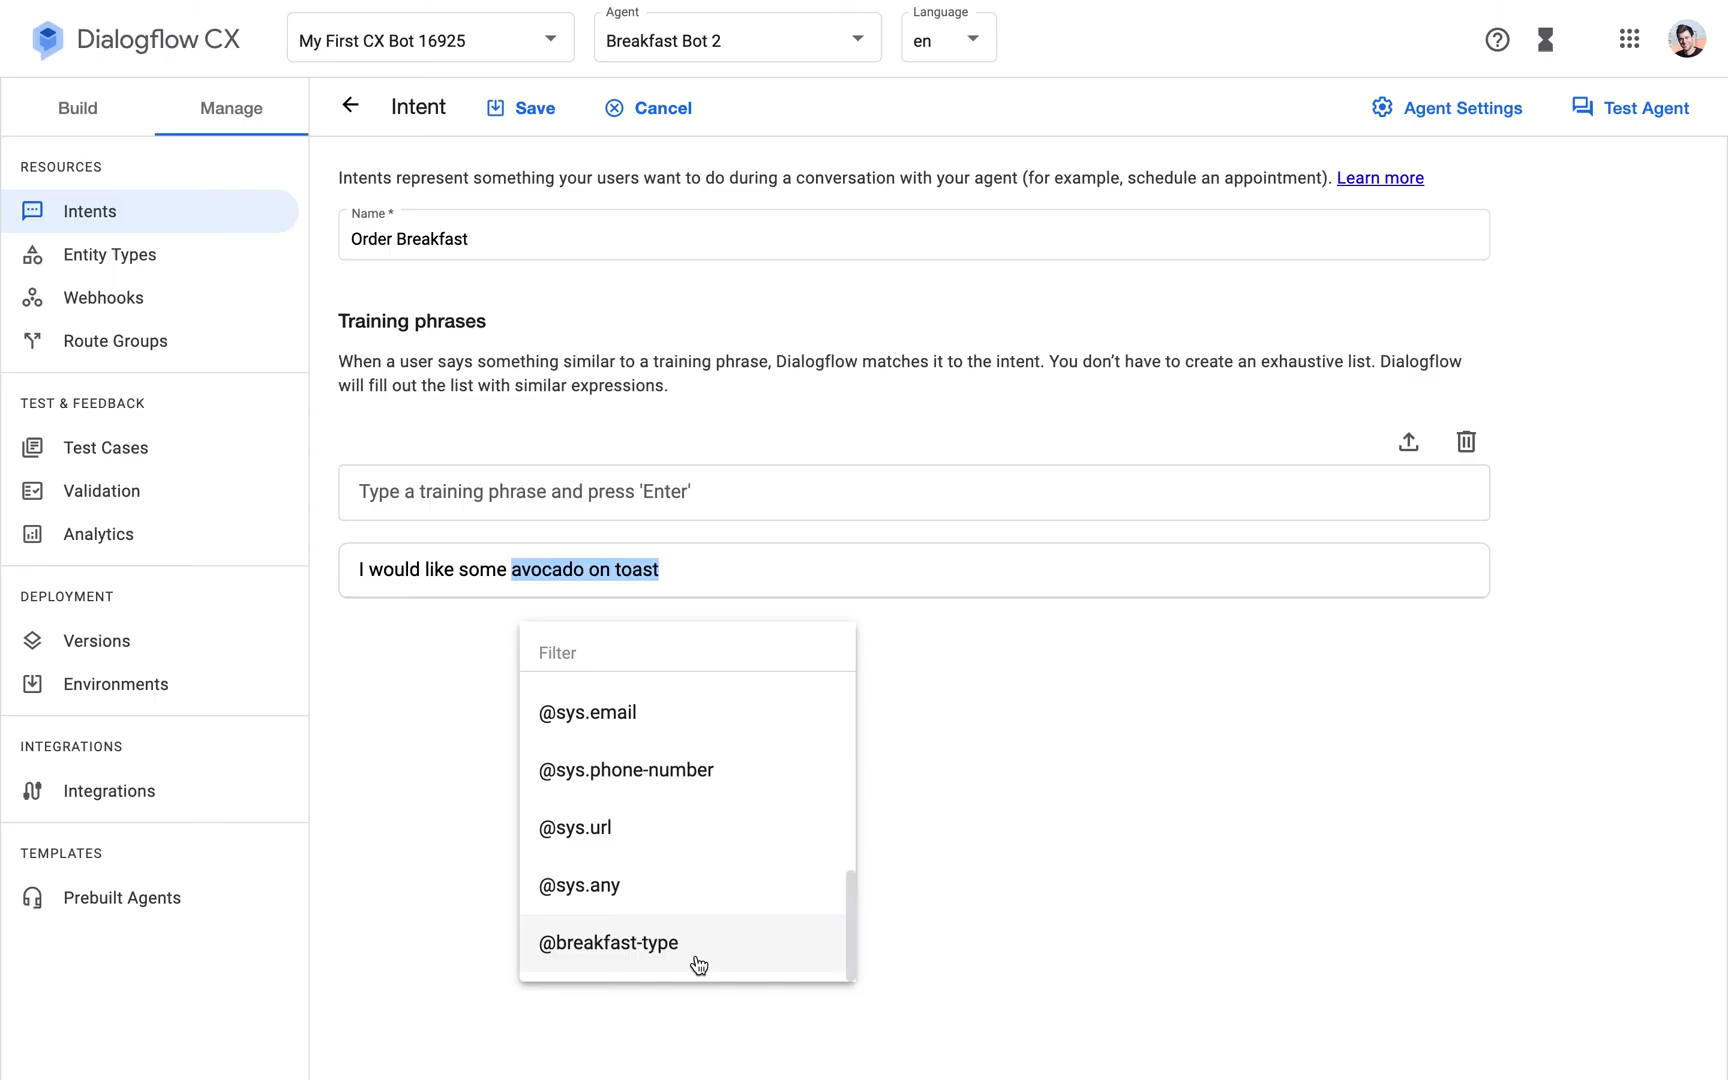 Dialogflow CX
My First CX Bot 16925
Agent
Breakfast Bot 2
Language
en
Build
Manage
Intent
Save
Cancel
Agent Settings
Test Agent
RESOURCES
Intents
Entity Types
Webhooks
Route Groups
TEST & FEEDBACK
Test Cases
Validation
Analytics
DEPLOYMENT
Versions
Environments
INTEGRATIONS
Integrations
TEMPLATES
Prebuilt Agents
Intents represent something your users want to do during a conversation with your agent (for example, schedule an appointment). Learn more
Name *
Order Breakfast
Training phrases
When a user says something similar to a training phrase, Dialogflow matches it to the intent. You don't have to create an exhaustive list. Dialogflow
will fill out the list with similar expressions.
Type a training phrase and press 'Enter'
I would like some avocado on toast
Filter
@sys.email
@sys.phone-number
@sys.url
@sys.any
@breakfast-type